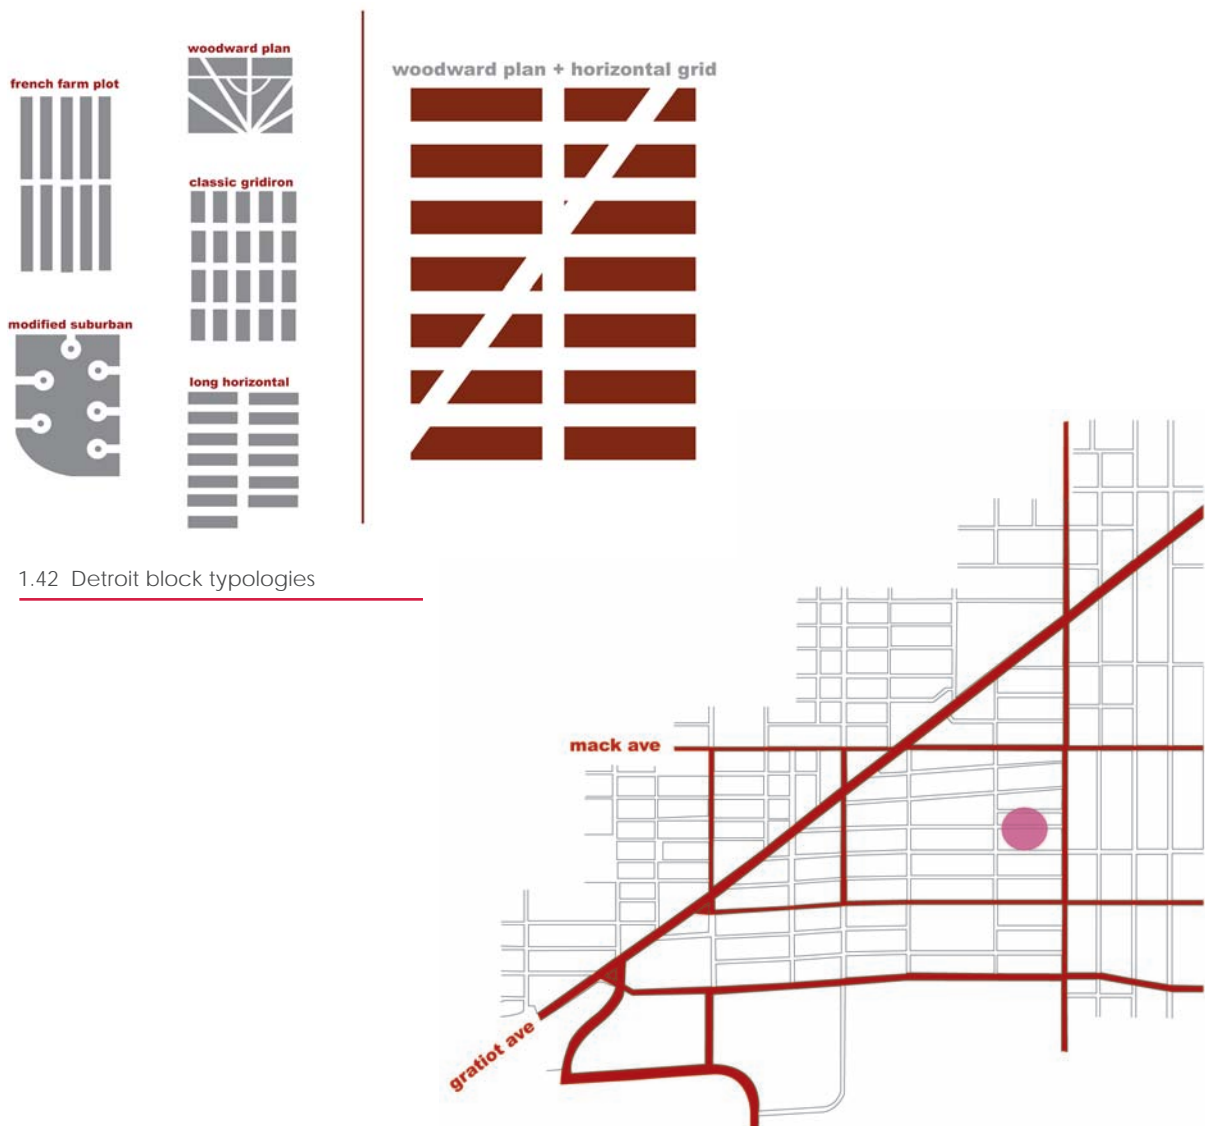 woodward plan
french farm plot
woodward plan + horizontal grid
classic gridiron
modified suburban
long horizontal
1.42 Detroit block typologies
mack ave
gratiot ave